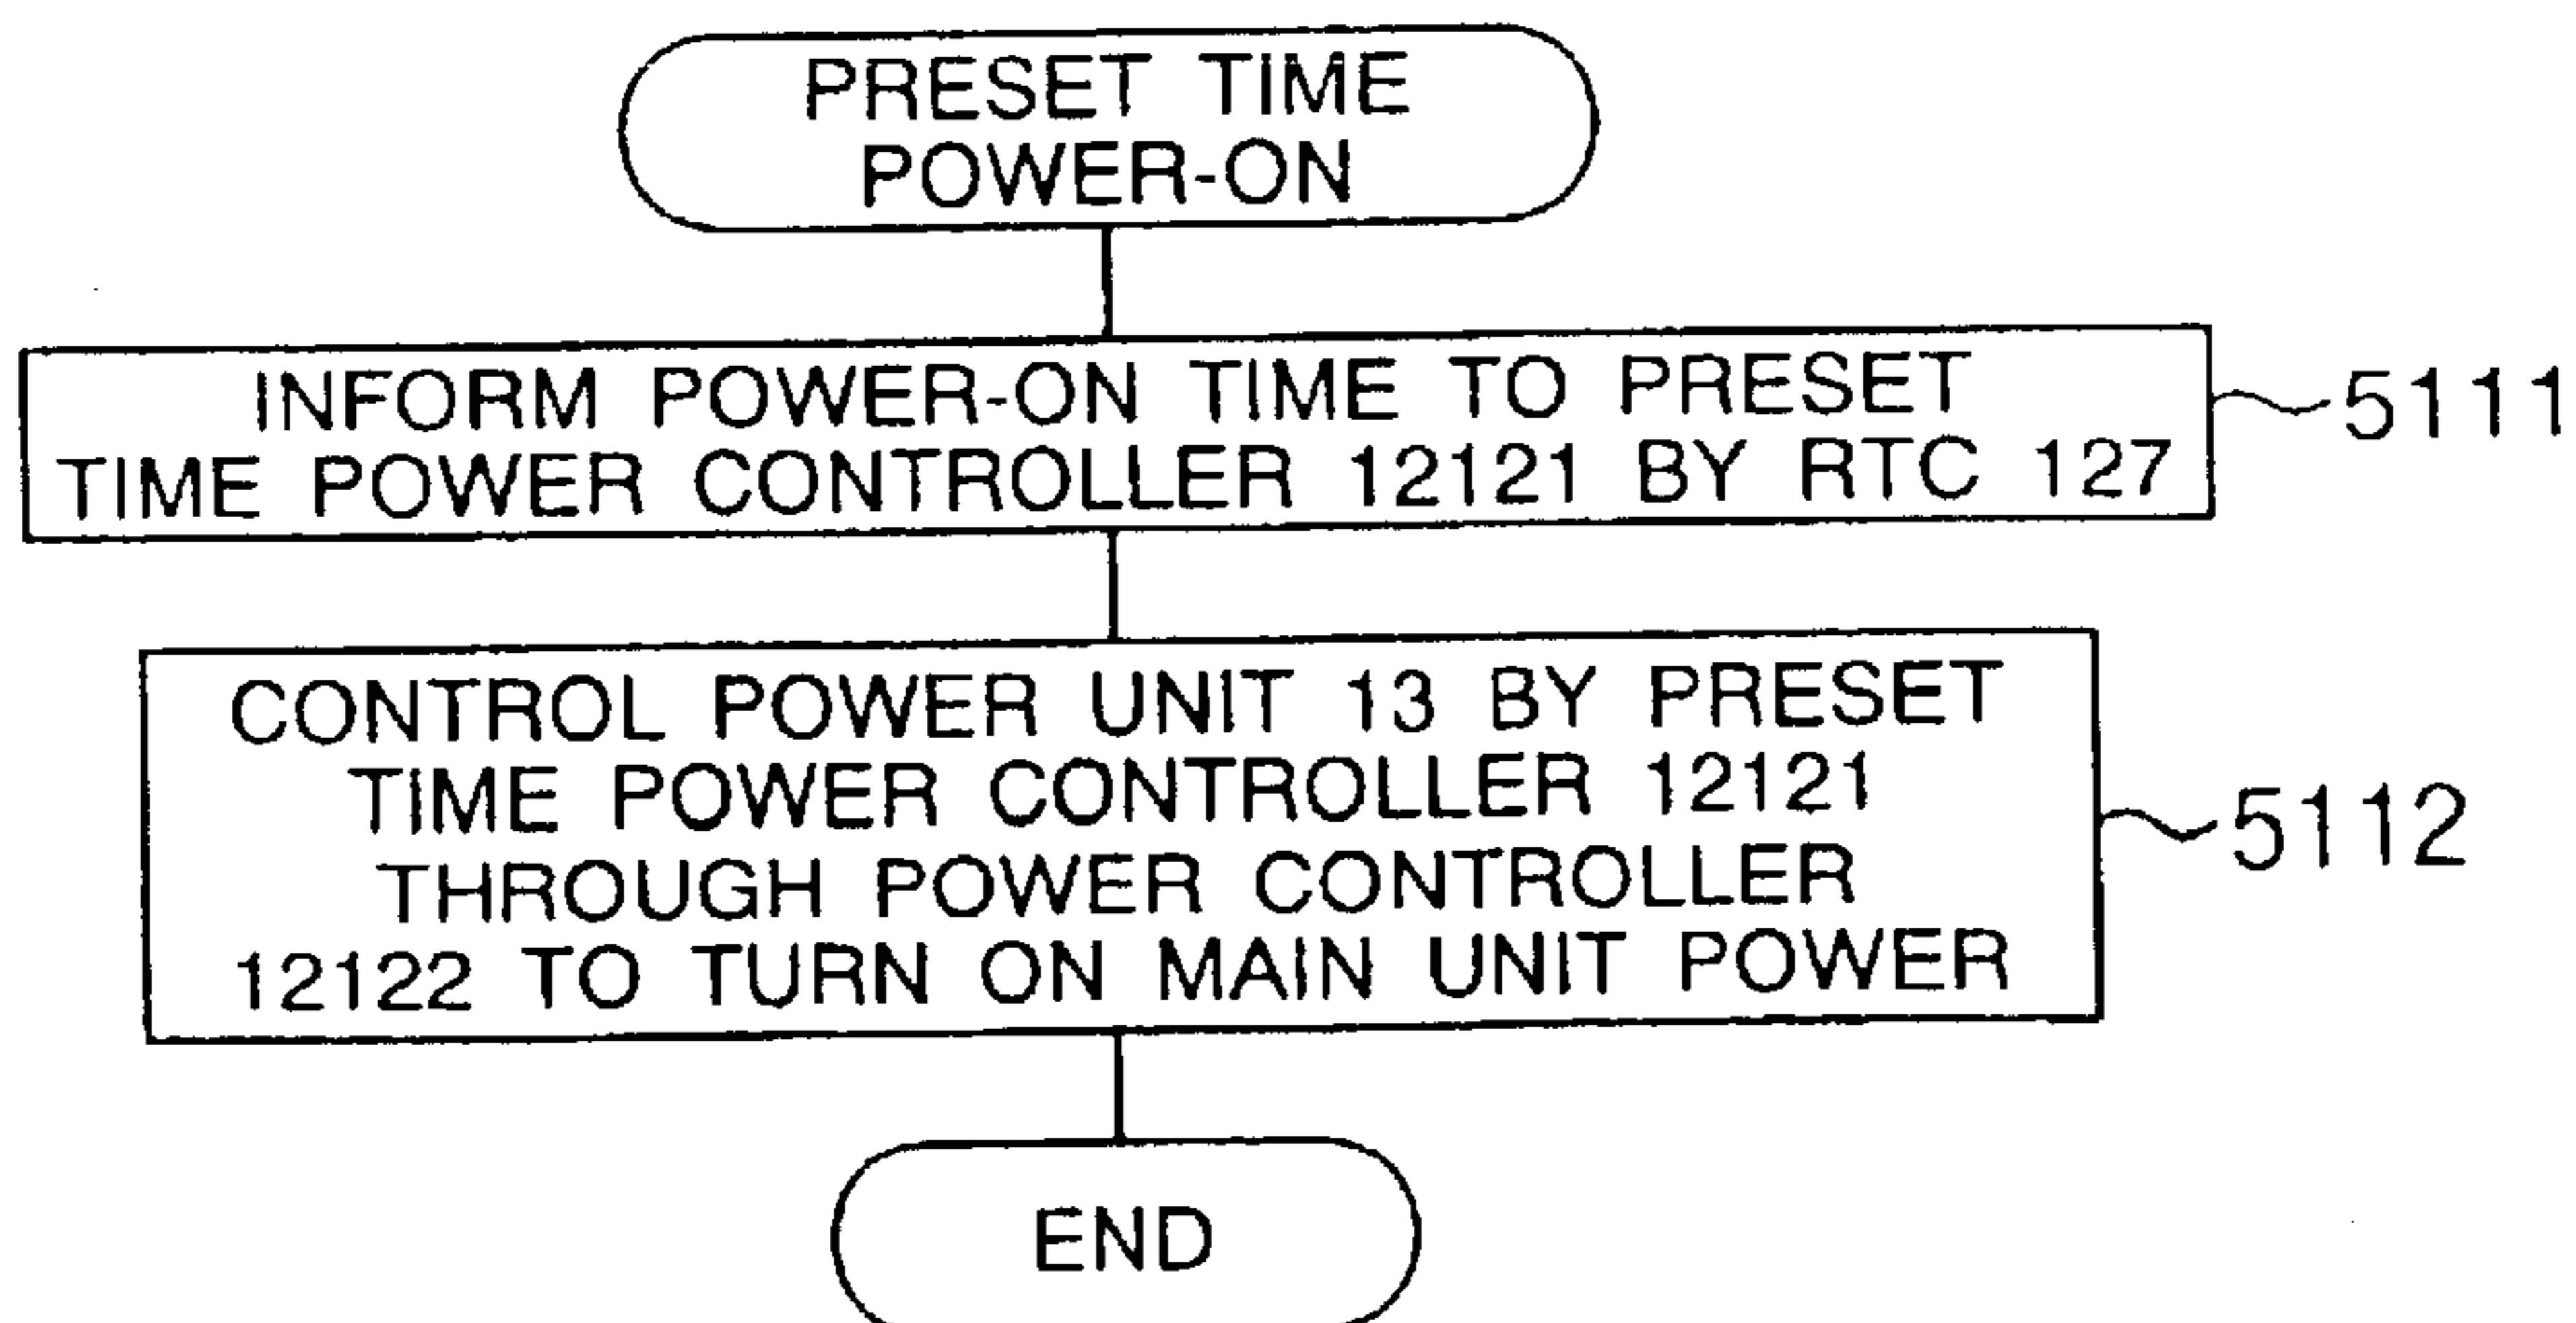 PRESET TIME
POWER-ON
INFORM POWER-ON TIME TO PRESET
TIME POWER CONTROLLER 12121 BY RTC 127
5111
CONTROL POWER UNIT 13 BY PRESET
TIME POWER CONTROLLER 12121
THROUGH POWER CONTROLLER
12122 TO TURN ON MAIN UNIT POWER
5112
END